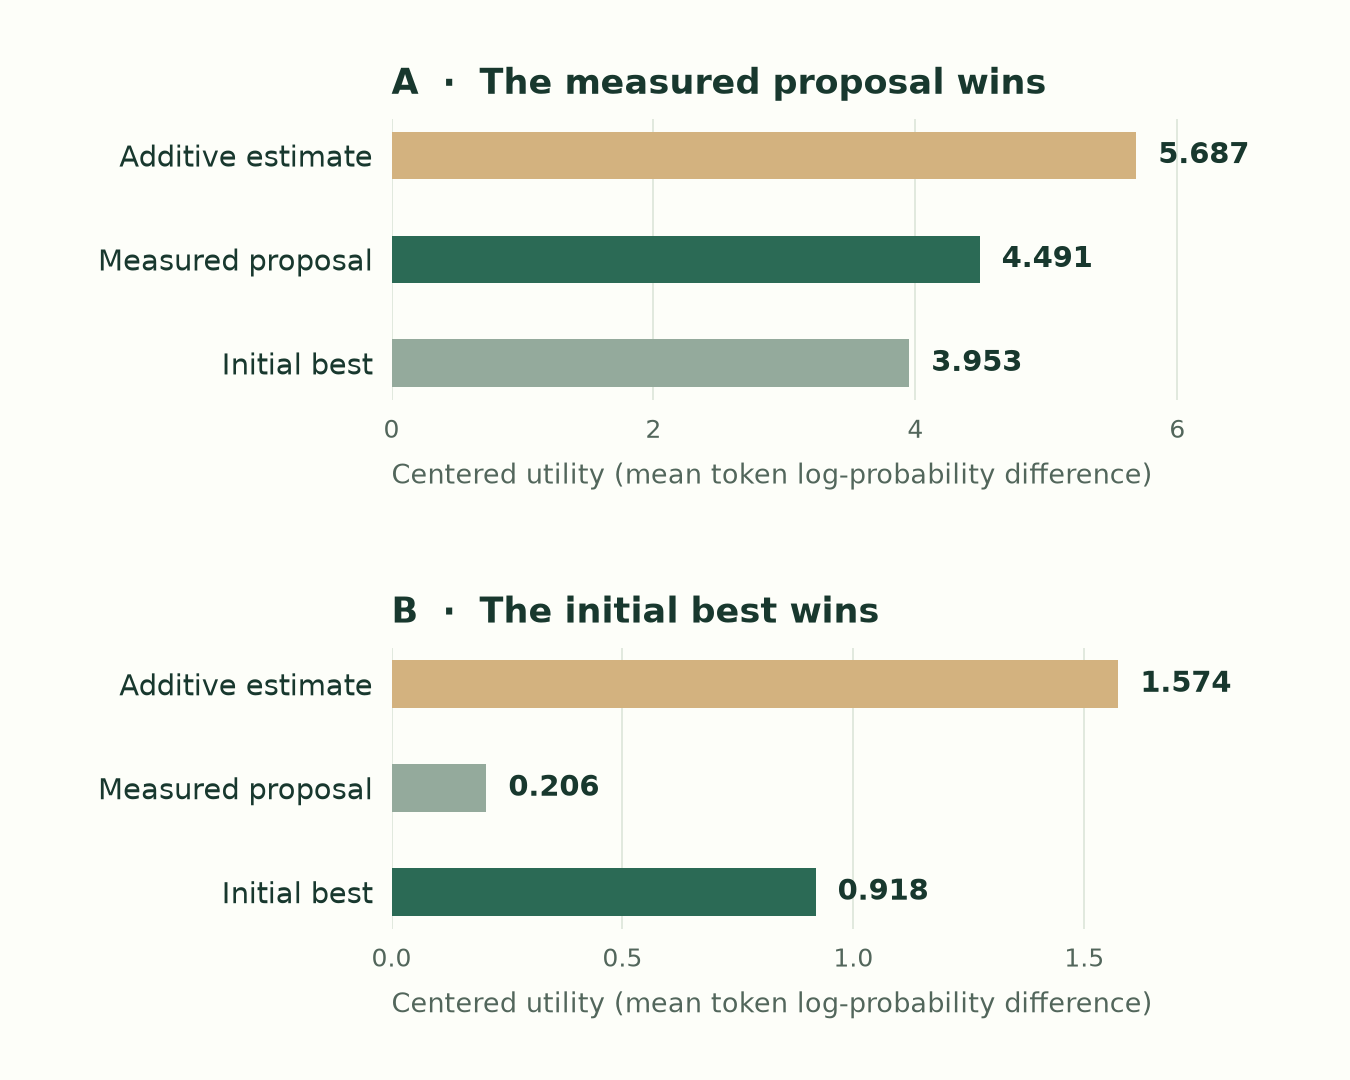 A · The measured proposal wins
Additive estimate 5.687
Measured proposal 4.491
Initial best 3.953
0 2 4 6
Centered utility (mean token log-probability difference)
B · The initial best wins
Additive estimate 1.574
Measured proposal 0.206
Initial best 0.918
0.0 0.5 1.0 1.5
Centered utility (mean token log-probability difference)